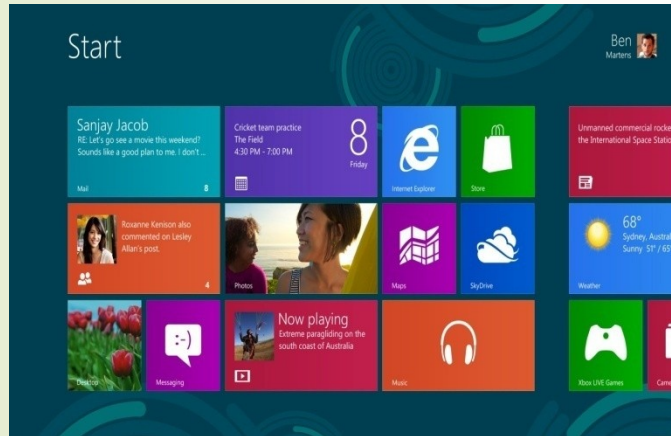 Start
Ben
Martens
Sanjay Jacob
RE: Let's go see a movie this weekend?
Sounds like a good plan to me. I don't ...
Mail 8
Cricket team practice
The Field
4:30 PM - 7:00 PM
8
Friday
Internet Explorer
Store
Unmanned commercial rocke
the International Space Statio
Roxanne Kenison also
commented on Lesley
Allan's post.
4
Photos
Maps
SkyDrive
68°
Sydney, Austral
Sunny 51° / 65°
Weather
Desktop
:-)
Messaging
Now playing
Extreme paragliding on the
south coast of Australia
Music
Xbox LIVE Games
Came